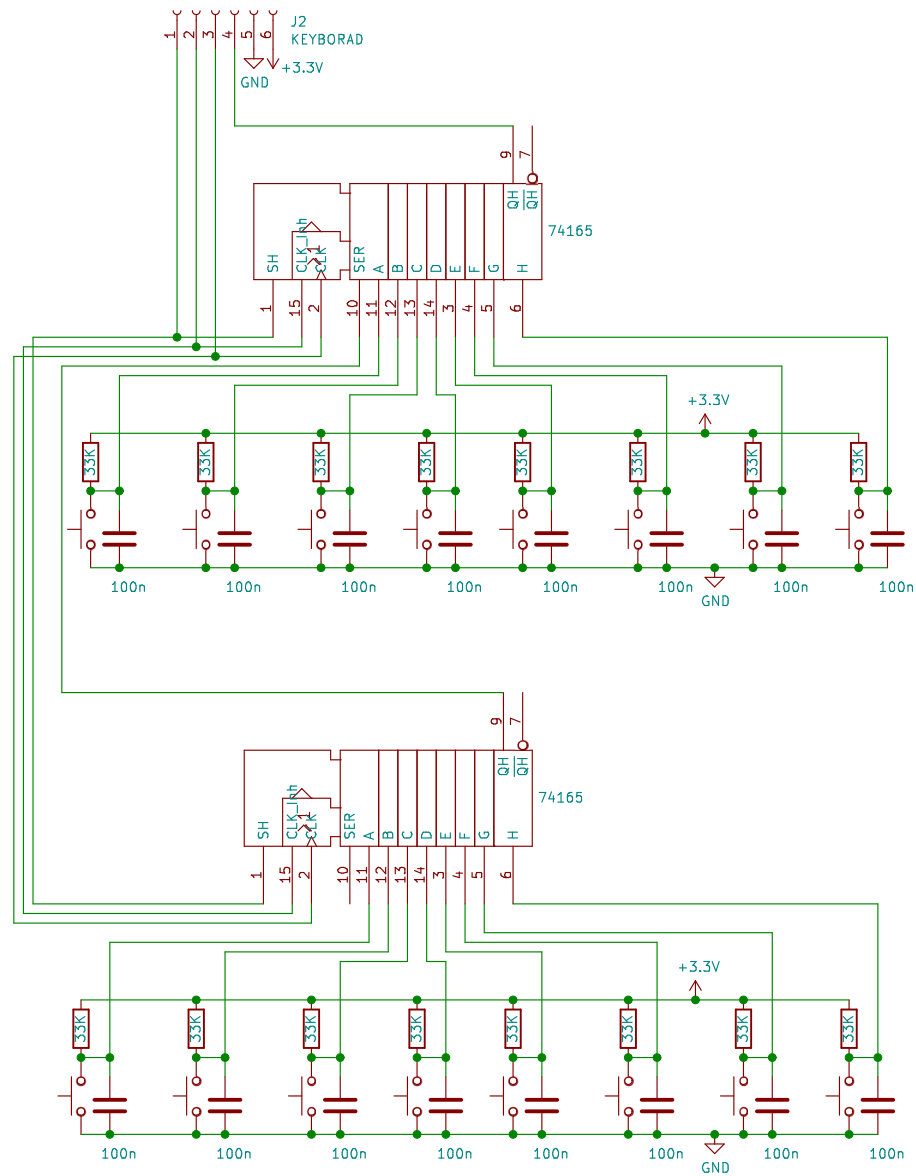 J2
KEYBORAD
1 2 3 4 5 6
+3.3V
GND
9 7
QH QH
74165
SH CLK_Inh CLK SER A B C D E F G H
1 15 2 10 11 12 13 14 3 4 5 6
+3.3V
33K 33K 33K 33K 33K 33K 33K 33K
100n 100n 100n 100n 100n 100n 100n 100n
GND
9 7
QH QH
74165
SH CLK_Inh CLK SER A B C D E F G H
1 15 2 10 11 12 13 14 3 4 5 6
+3.3V
33K 33K 33K 33K 33K 33K 33K 33K
100n 100n 100n 100n 100n 100n 100n 100n
GND